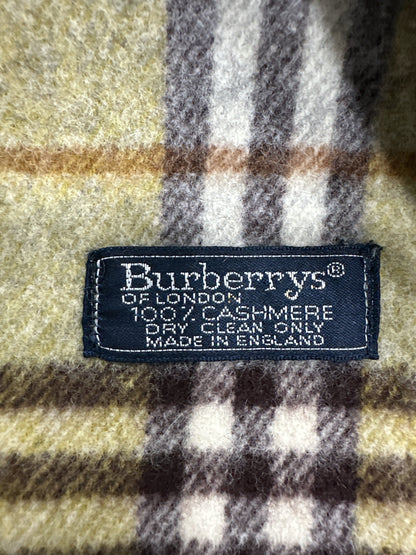 Burberrys®
OF LONDON
100% CASHMERE
DRY CLEAN ONLY
MADE IN ENGLAND